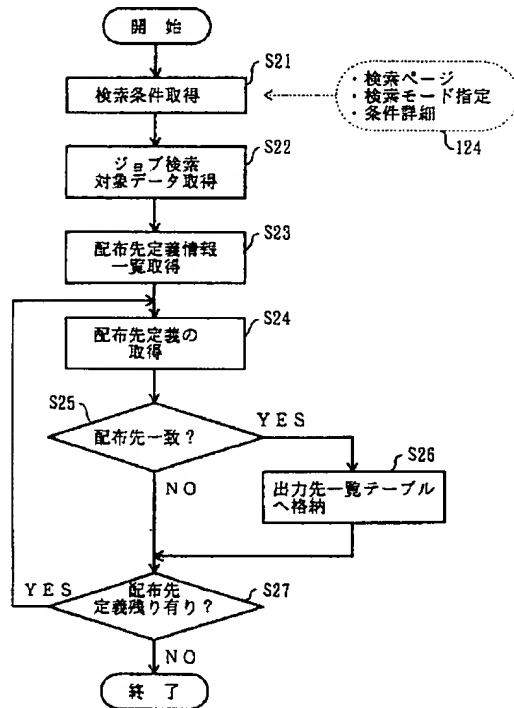 開 始
S21
検索条件取得
・検索ページ
・検索モード指定
・条件詳細
124
S22
ジョブ検索
対象データ取得
S23
配布先定義情報
一覧取得
S24
配布先定義の
取得
S25
配布先一致?
YES
NO
S26
出力先一覧テーブル
へ格納
S27
YES
配布先
定義残り有り?
NO
終 了